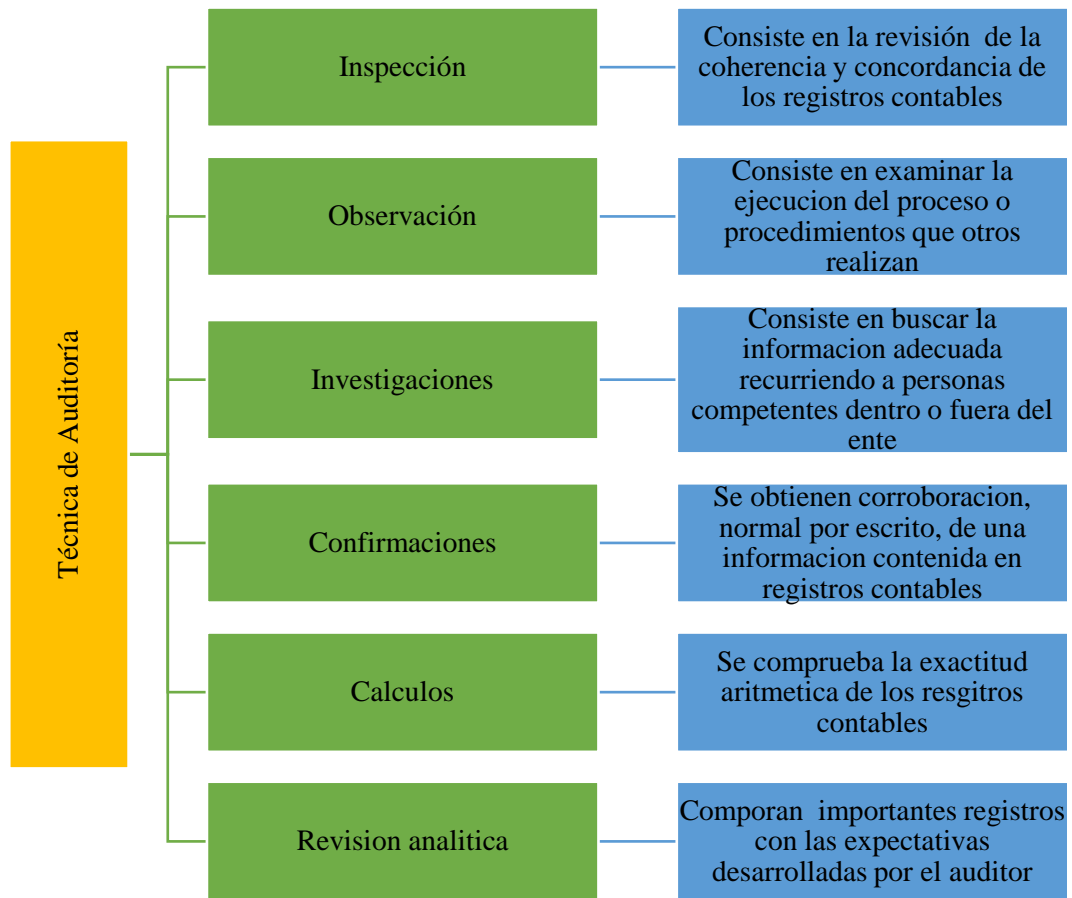 Técnica de Auditoría
Inspección
Consiste en la revisión de la
coherencia y concordancia de
los registros contables
Observación
Consiste en examinar la
ejecucion del proceso o
procedimientos que otros
realizan
Investigaciones
Consiste en buscar la
informacion adecuada
recurriendo a personas
competentes dentro o fuera del
ente
Confirmaciones
Se obtienen corroboracion,
normal por escrito, de una
informacion contenida en
registros contables
Calculos
Se comprueba la exactitud
aritmetica de los resgitros
contables
Revision analitica
Comporan importantes registros
con las expectativas
desarrolladas por el auditor